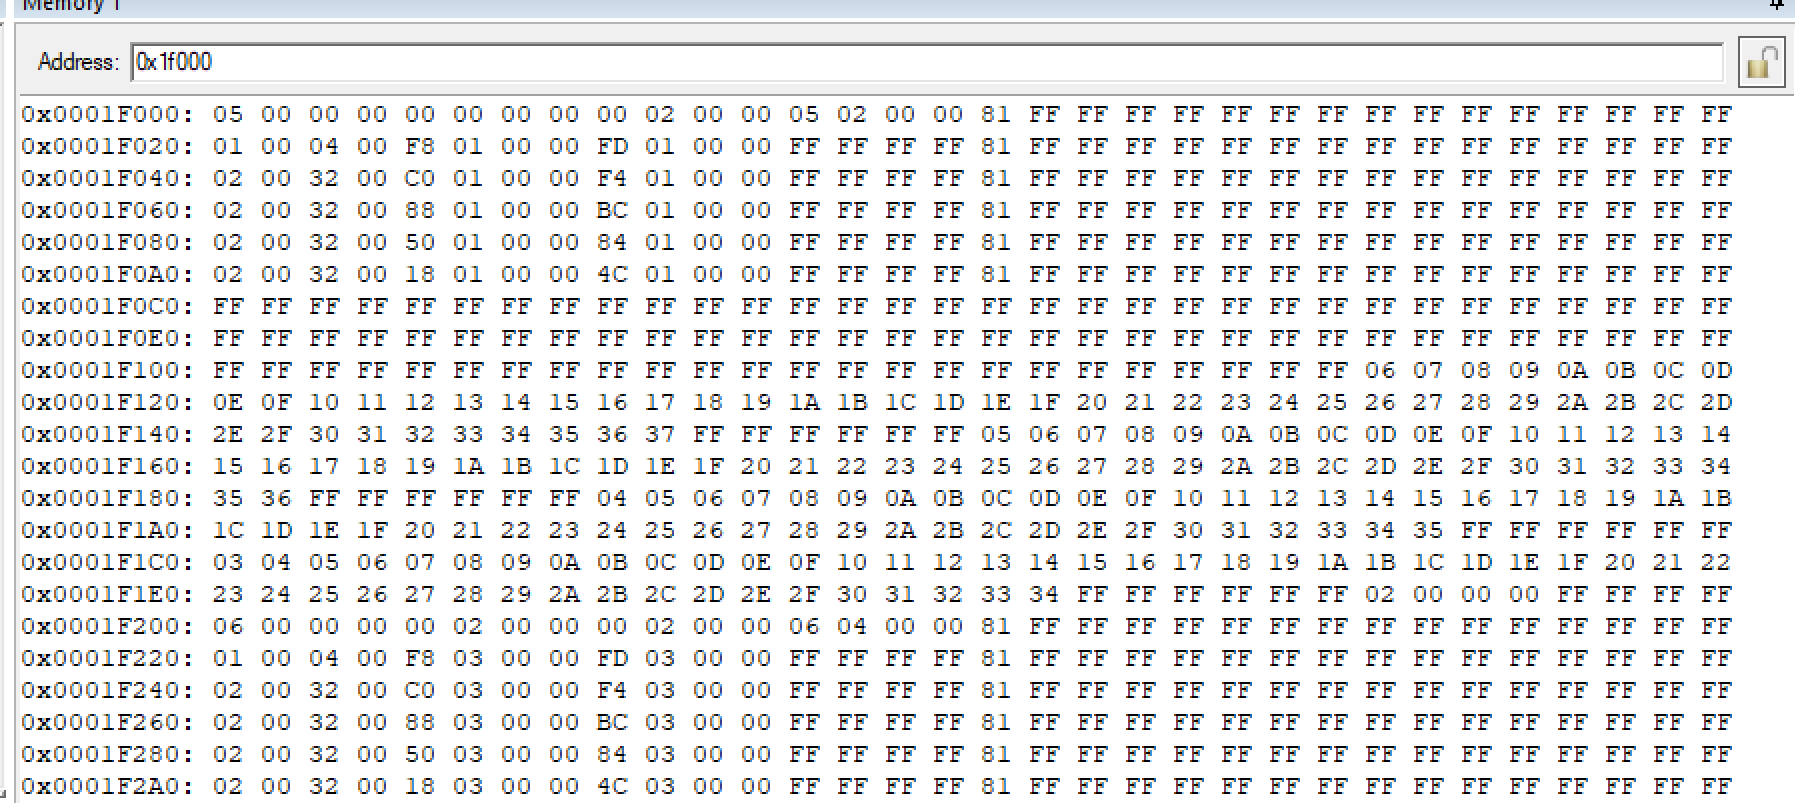 Memory 1
Address: 0x1f000
0x0001F000: 05 00 00 00 00 00 00 00 00 02 00 00 05 02 00 00 81 FF FF FF FF FF FF FF FF FF FF FF FF FF FF FF
0x0001F020: 01 00 04 00 F8 01 00 00 FD 01 00 00 FF FF FF FF 81 FF FF FF FF FF FF FF FF FF FF FF FF FF FF FF
0x0001F040: 02 00 32 00 C0 01 00 00 F4 01 00 00 FF FF FF FF 81 FF FF FF FF FF FF FF FF FF FF FF FF FF FF FF
0x0001F060: 02 00 32 00 88 01 00 00 BC 01 00 00 FF FF FF FF 81 FF FF FF FF FF FF FF FF FF FF FF FF FF FF FF
0x0001F080: 02 00 32 00 50 01 00 00 84 01 00 00 FF FF FF FF 81 FF FF FF FF FF FF FF FF FF FF FF FF FF FF FF
0x0001F0A0: 02 00 32 00 18 01 00 00 4C 01 00 00 FF FF FF FF 81 FF FF FF FF FF FF FF FF FF FF FF FF FF FF FF
0x0001F0C0: FF FF FF FF FF FF FF FF FF FF FF FF FF FF FF FF FF FF FF FF FF FF FF FF FF FF FF FF FF FF FF FF
0x0001F0E0: FF FF FF FF FF FF FF FF FF FF FF FF FF FF FF FF FF FF FF FF FF FF FF FF FF FF FF FF FF FF FF FF
0x0001F100: FF FF FF FF FF FF FF FF FF FF FF FF FF FF FF FF FF FF FF FF FF FF FF FF 06 07 08 09 0A 0B 0C 0D
0x0001F120: 0E 0F 10 11 12 13 14 15 16 17 18 19 1A 1B 1C 1D 1E 1F 20 21 22 23 24 25 26 27 28 29 2A 2B 2C 2D
0x0001F140: 2E 2F 30 31 32 33 34 35 36 37 FF FF FF FF FF FF 05 06 07 08 09 0A 0B 0C 0D 0E 0F 10 11 12 13 14
0x0001F160: 15 16 17 18 19 1A 1B 1C 1D 1E 1F 20 21 22 23 24 25 26 27 28 29 2A 2B 2C 2D 2E 2F 30 31 32 33 34
0x0001F180: 35 36 FF FF FF FF FF FF 04 05 06 07 08 09 0A 0B 0C 0D 0E 0F 10 11 12 13 14 15 16 17 18 19 1A 1B
0x0001F1A0: 1C 1D 1E 1F 20 21 22 23 24 25 26 27 28 29 2A 2B 2C 2D 2E 2F 30 31 32 33 34 35 FF FF FF FF FF FF
0x0001F1C0: 03 04 05 06 07 08 09 0A 0B 0C 0D 0E 0F 10 11 12 13 14 15 16 17 18 19 1A 1B 1C 1D 1E 1F 20 21 22
0x0001F1E0: 23 24 25 26 27 28 29 2A 2B 2C 2D 2E 2F 30 31 32 33 34 FF FF FF FF FF FF 02 00 00 00 FF FF FF FF
0x0001F200: 06 00 00 00 00 02 00 00 00 02 00 00 06 04 00 00 81 FF FF FF FF FF FF FF FF FF FF FF FF FF FF FF
0x0001F220: 01 00 04 00 F8 03 00 00 FD 03 00 00 FF FF FF FF 81 FF FF FF FF FF FF FF FF FF FF FF FF FF FF FF
0x0001F240: 02 00 32 00 C0 03 00 00 F4 03 00 00 FF FF FF FF 81 FF FF FF FF FF FF FF FF FF FF FF FF FF FF FF
0x0001F260: 02 00 32 00 88 03 00 00 BC 03 00 00 FF FF FF FF 81 FF FF FF FF FF FF FF FF FF FF FF FF FF FF FF
0x0001F280: 02 00 32 00 50 03 00 00 84 03 00 00 FF FF FF FF 81 FF FF FF FF FF FF FF FF FF FF FF FF FF FF FF
0x0001F2A0: 02 00 32 00 18 03 00 00 4C 03 00 00 FF FF FF FF 81 FF FF FF FF FF FF FF FF FF FF FF FF FF FF FF